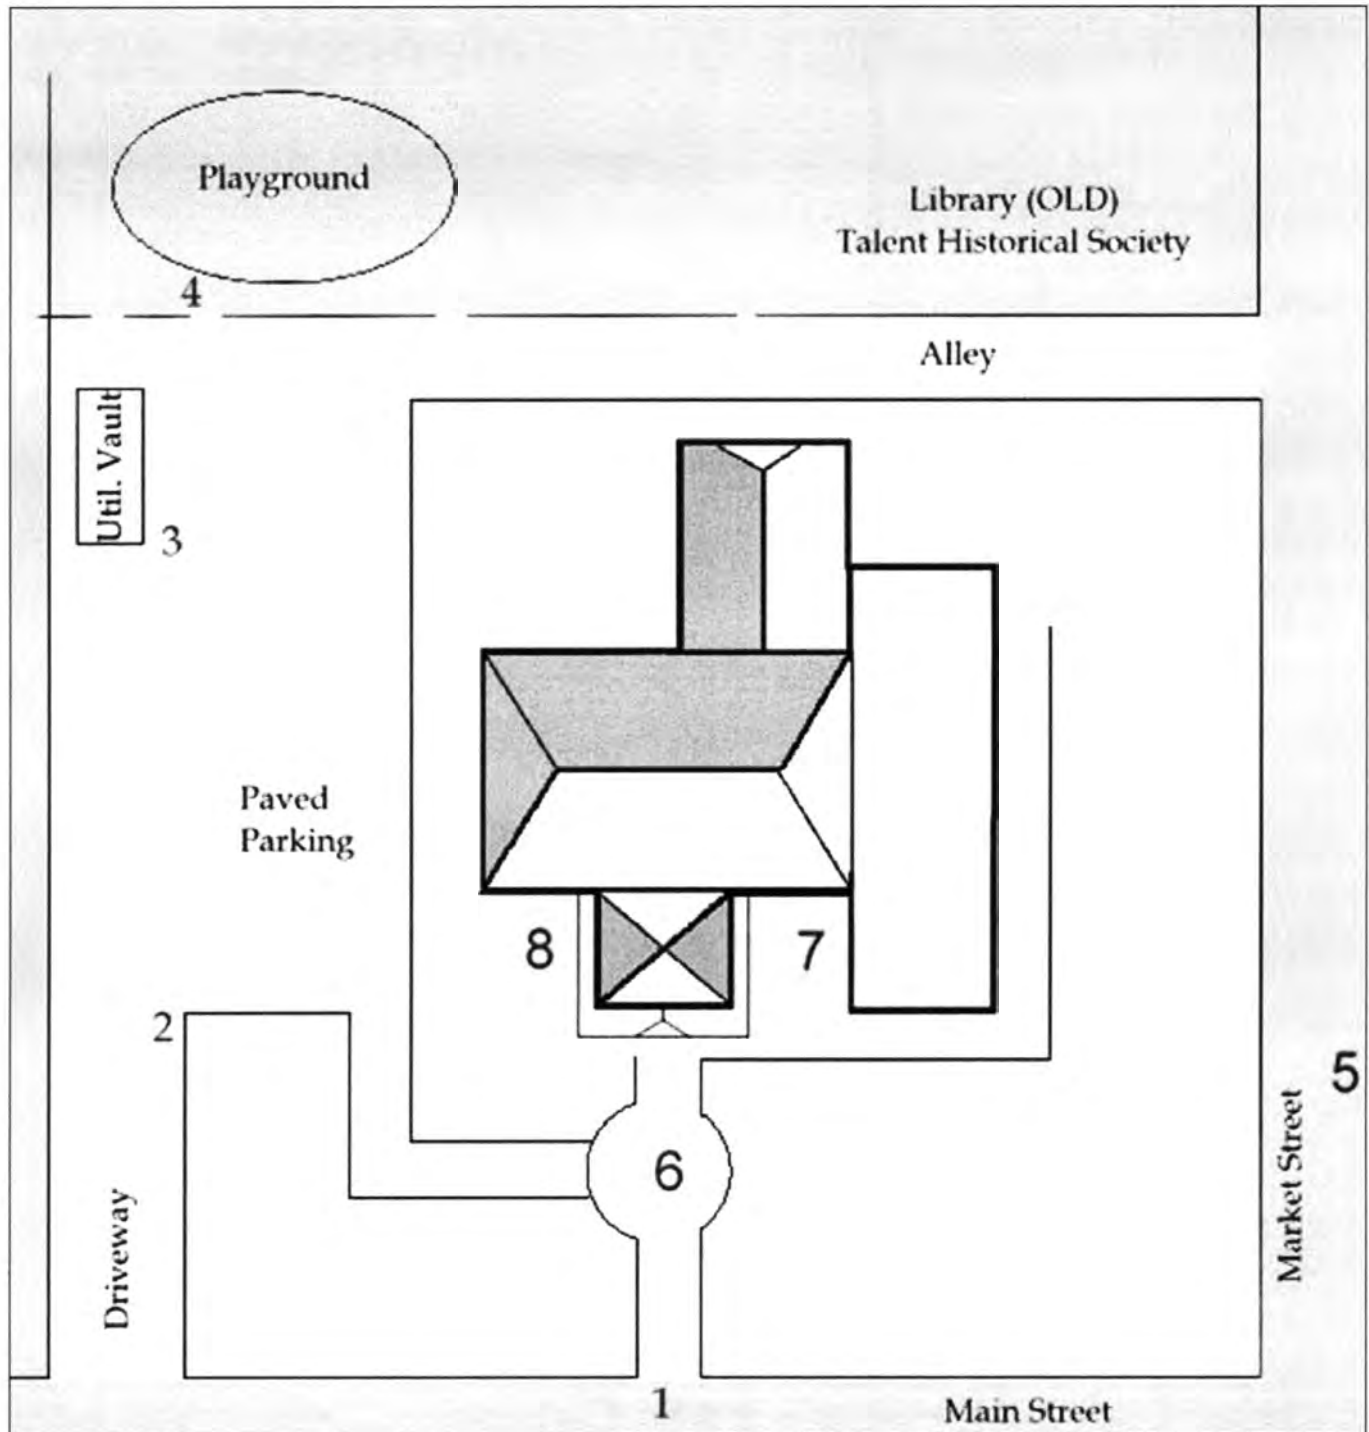 Playground
Library (OLD)
Talent Historical Society
4
Alley
Util. Vault
3
Paved
Parking
8
7
2
5
6
Market Street
Driveway
1
Main Street